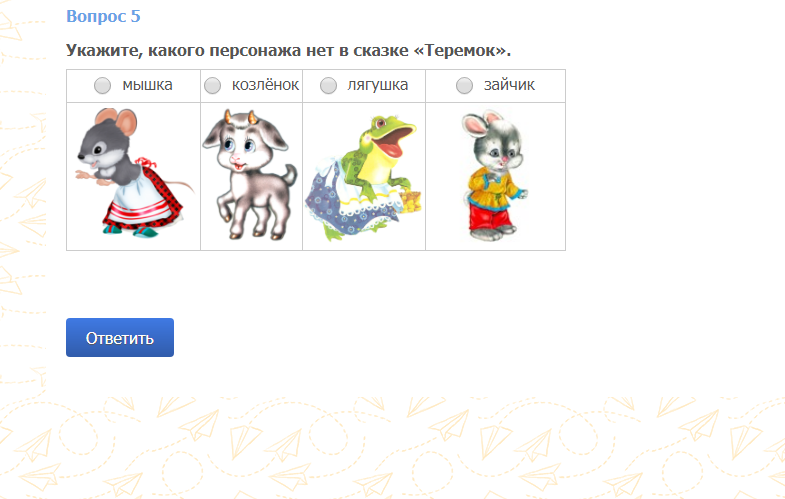 Вопрос 5
Укажите, какого персонажа нет в сказке «Теремок».
мышка козлёнок лягушка зайчик
Ответить